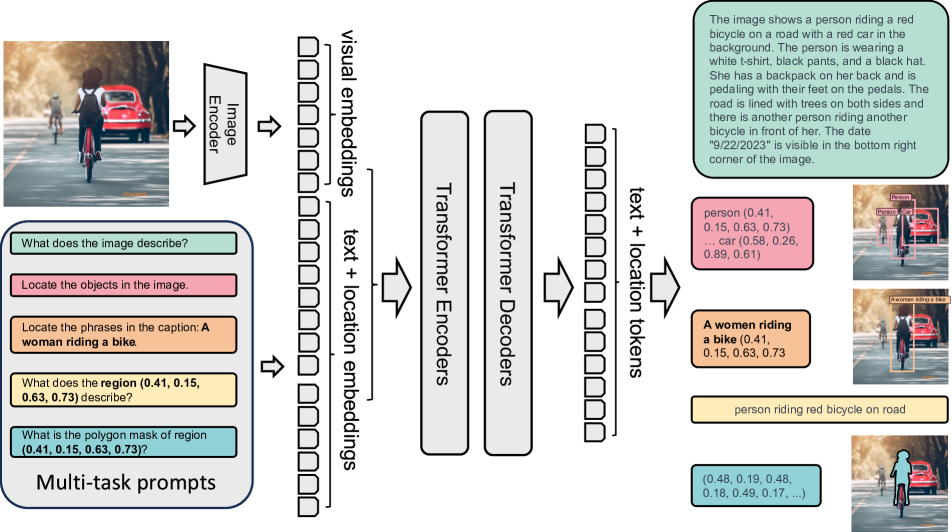 Image
Encoder
visual embeddings
text + location embeddings
Transformer Encoders
Transformer Decoders
text + location tokens
What does the image describe?
Locate the objects in the image.
Locate the phrases in the caption: A
woman riding a bike.
What does the region (0.41, 0.15,
0.63, 0.73) describe?
What is the polygon mask of region
(0.41, 0.15, 0.63, 0.73)?
Multi-task prompts
The image shows a person riding a red
bicycle on a road with a red car in the
background. The person is wearing a
white t-shirt, black pants, and a black hat.
She has a backpack on her back and is
pedaling with their feet on the pedals. The
road is lined with trees on both sides and
there is another person riding another
bicycle in front of her. The date
"9/22/2023" is visible in the bottom right
corner of the image.
person (0.41,
0.15, 0.63, 0.73)
... car (0.58, 0.26,
0.89, 0.61)
Person
Person Car
A women riding
a bike (0.41,
0.15, 0.63, 0.73
A woman riding a bike
person riding red bicycle on road
(0.48, 0.19, 0.48,
0.18, 0.49, 0.17, ...)